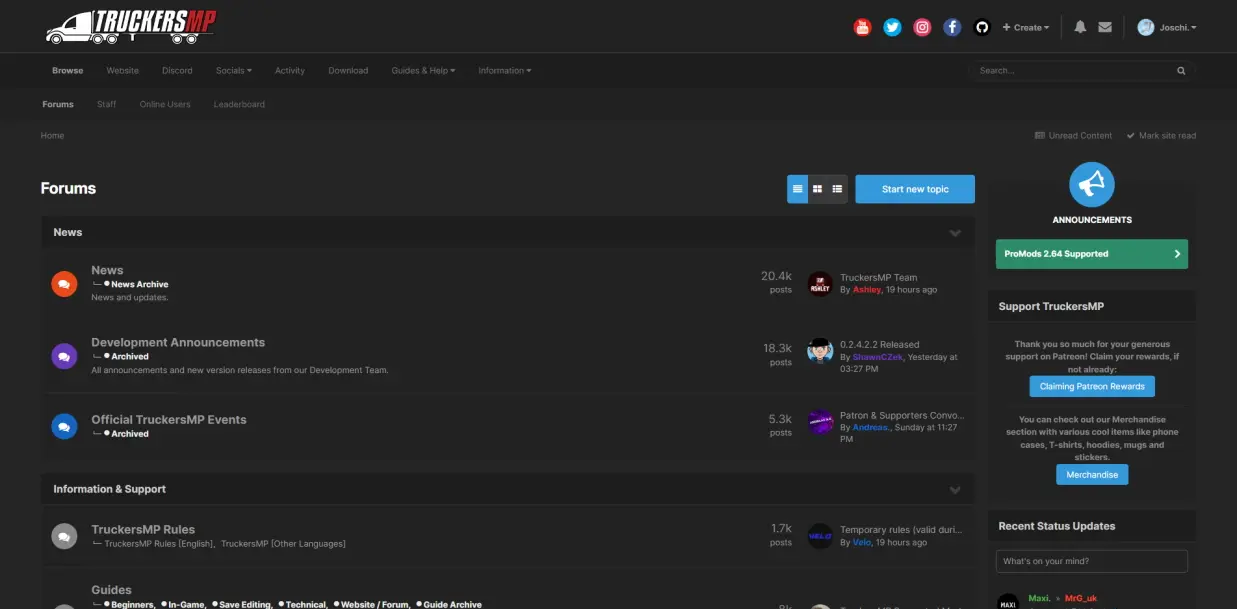 TRUCKERSMP
+ Create
Joschi.
Browse Website Discord Socials Activity Download Guides & Help Information
Search...
Forums Staff Online Users Leaderboard
Home
Unread Content Mark site read
Forums
Start new topic
ANNOUNCEMENTS
ProMods 2.64 Supported
News
News
News Archive
News and updates.
20.4k
posts
TruckersMP Team
By Ashley, 19 hours ago
Development Announcements
Archived
All announcements and new version releases from our Development Team.
18.3k
posts
0.2.4.2.2 Released
By ShawnCZek, Yesterday at
03:27 PM
Official TruckersMP Events
Archived
5.3k
posts
Patron & Supporters Convo...
By Andreas., Sunday at 11:27
PM
Information & Support
TruckersMP Rules
TruckersMP Rules [English], TruckersMP [Other Languages]
1.7k
posts
Temporary rules (valid duri...
By Velo, 19 hours ago
Guides
Beginners, In-Game, Save Editing, Technical, Website / Forum, Guide Archive
Support TruckersMP
Thank you so much for your generous
support on Patreon! Claim your rewards, if
not already:
Claiming Patreon Rewards
You can check out our Merchandise
section with various cool items like phone
cases, T-shirts, hoodies, mugs and
stickers.
Merchandise
Recent Status Updates
What's on your mind?
MAXI
Maxi. » MrG_uk